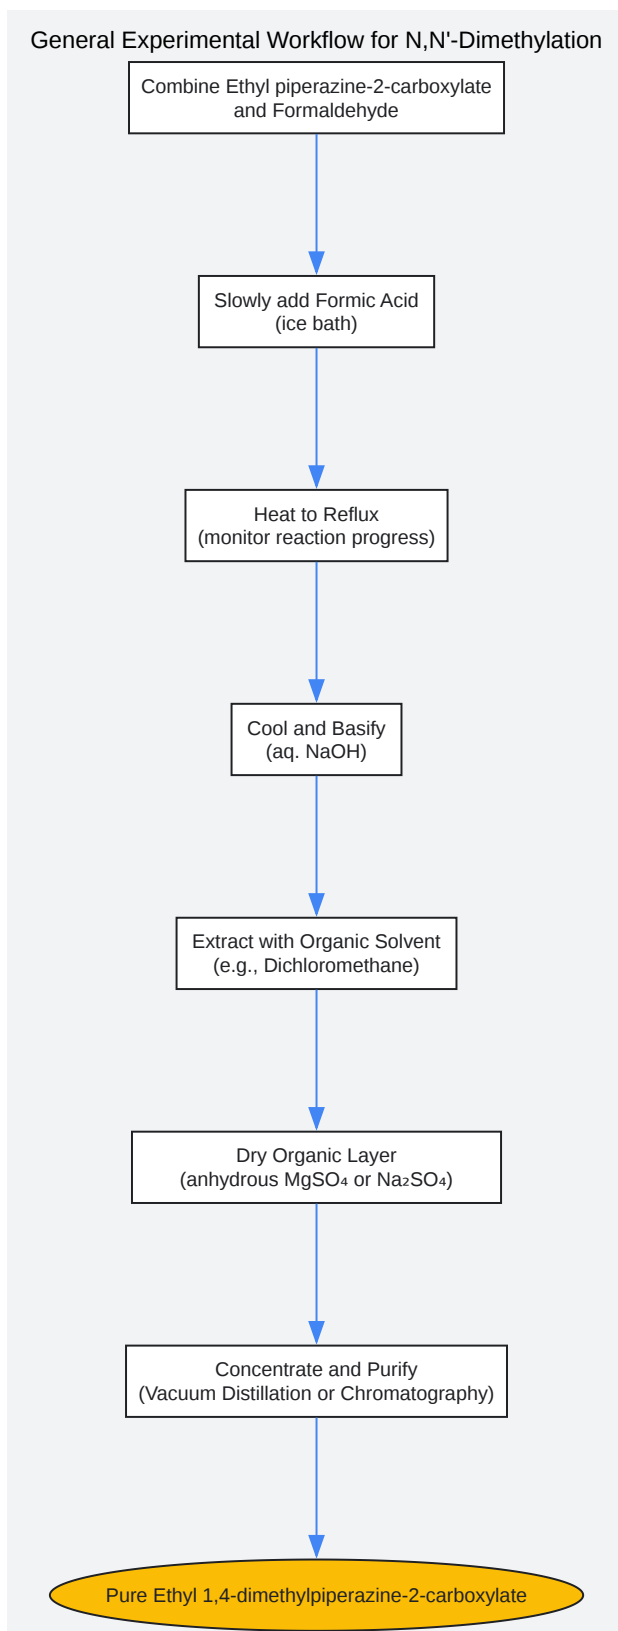 General Experimental Workflow for N,N'-Dimethylation
Combine Ethyl piperazine-2-carboxylate
and Formaldehyde
Slowly add Formic Acid
(ice bath)
Heat to Reflux
(monitor reaction progress)
Cool and Basify
(aq. NaOH)
Extract with Organic Solvent
(e.g., Dichloromethane)
Dry Organic Layer
(anhydrous MgSO₄ or Na₂SO₄)
Concentrate and Purify
(Vacuum Distillation or Chromatography)
Pure Ethyl 1,4-dimethylpiperazine-2-carboxylate